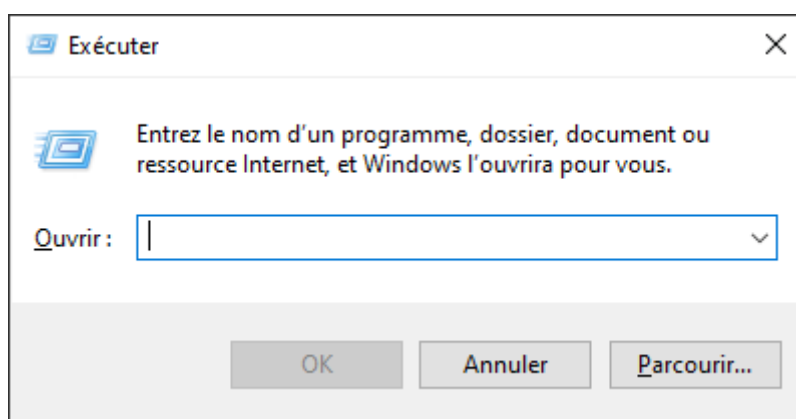 Exécuter
Entrez le nom d'un programme, dossier, document ou
ressource Internet, et Windows l'ouvrira pour vous.
Ouvrir :
OK Annuler Parcourir...